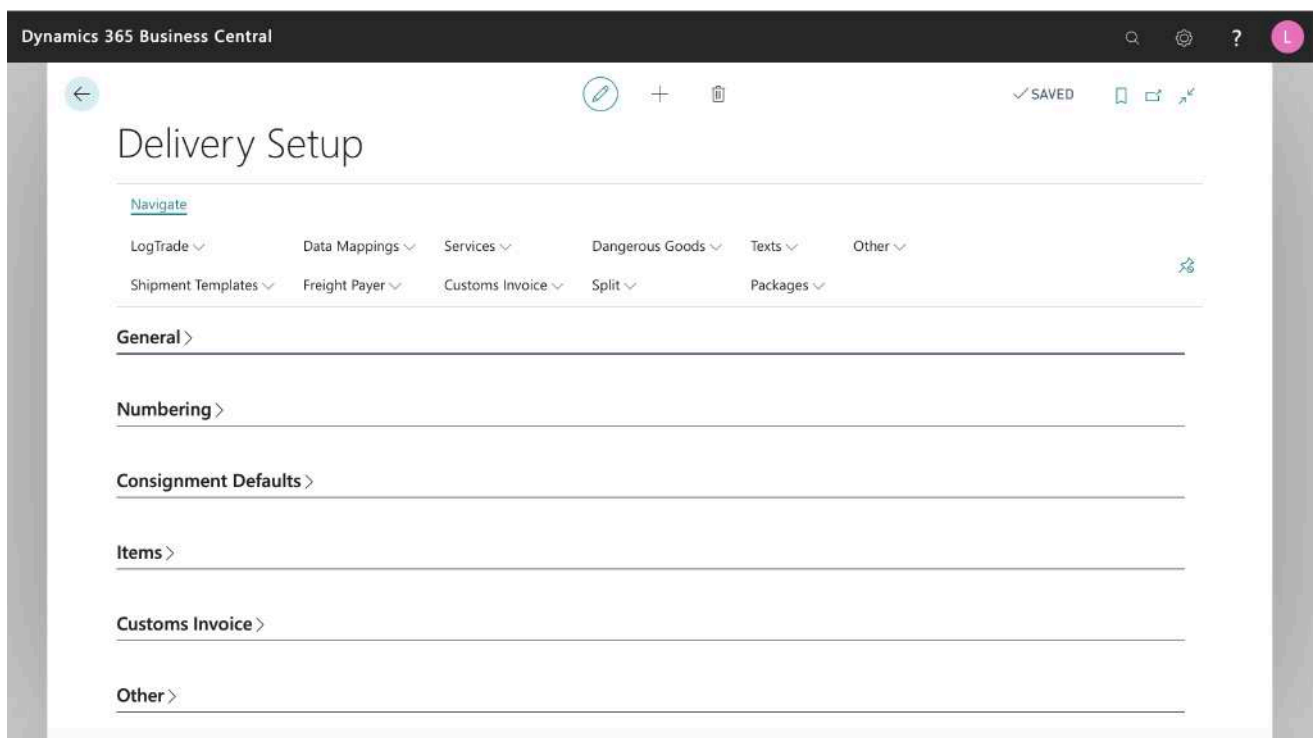 Dynamics 365 Business Central
?
L
SAVED
Delivery Setup
Navigate
LogTrade Data Mappings Services Dangerous Goods Texts Other
Shipment Templates Freight Payer Customs Invoice Split Packages
General
Numbering
Consignment Defaults
Items
Customs Invoice
Other